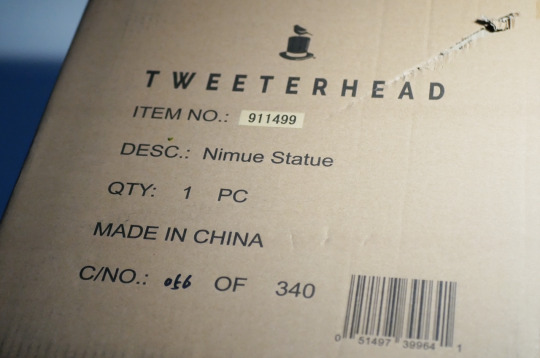 TWEETERHEAD
ITEM NO.: 911499
DESC.: Nimue Statue
QTY: 1 PC
MADE IN CHINA
C/NO.: OF 340
0 51497 39964 1